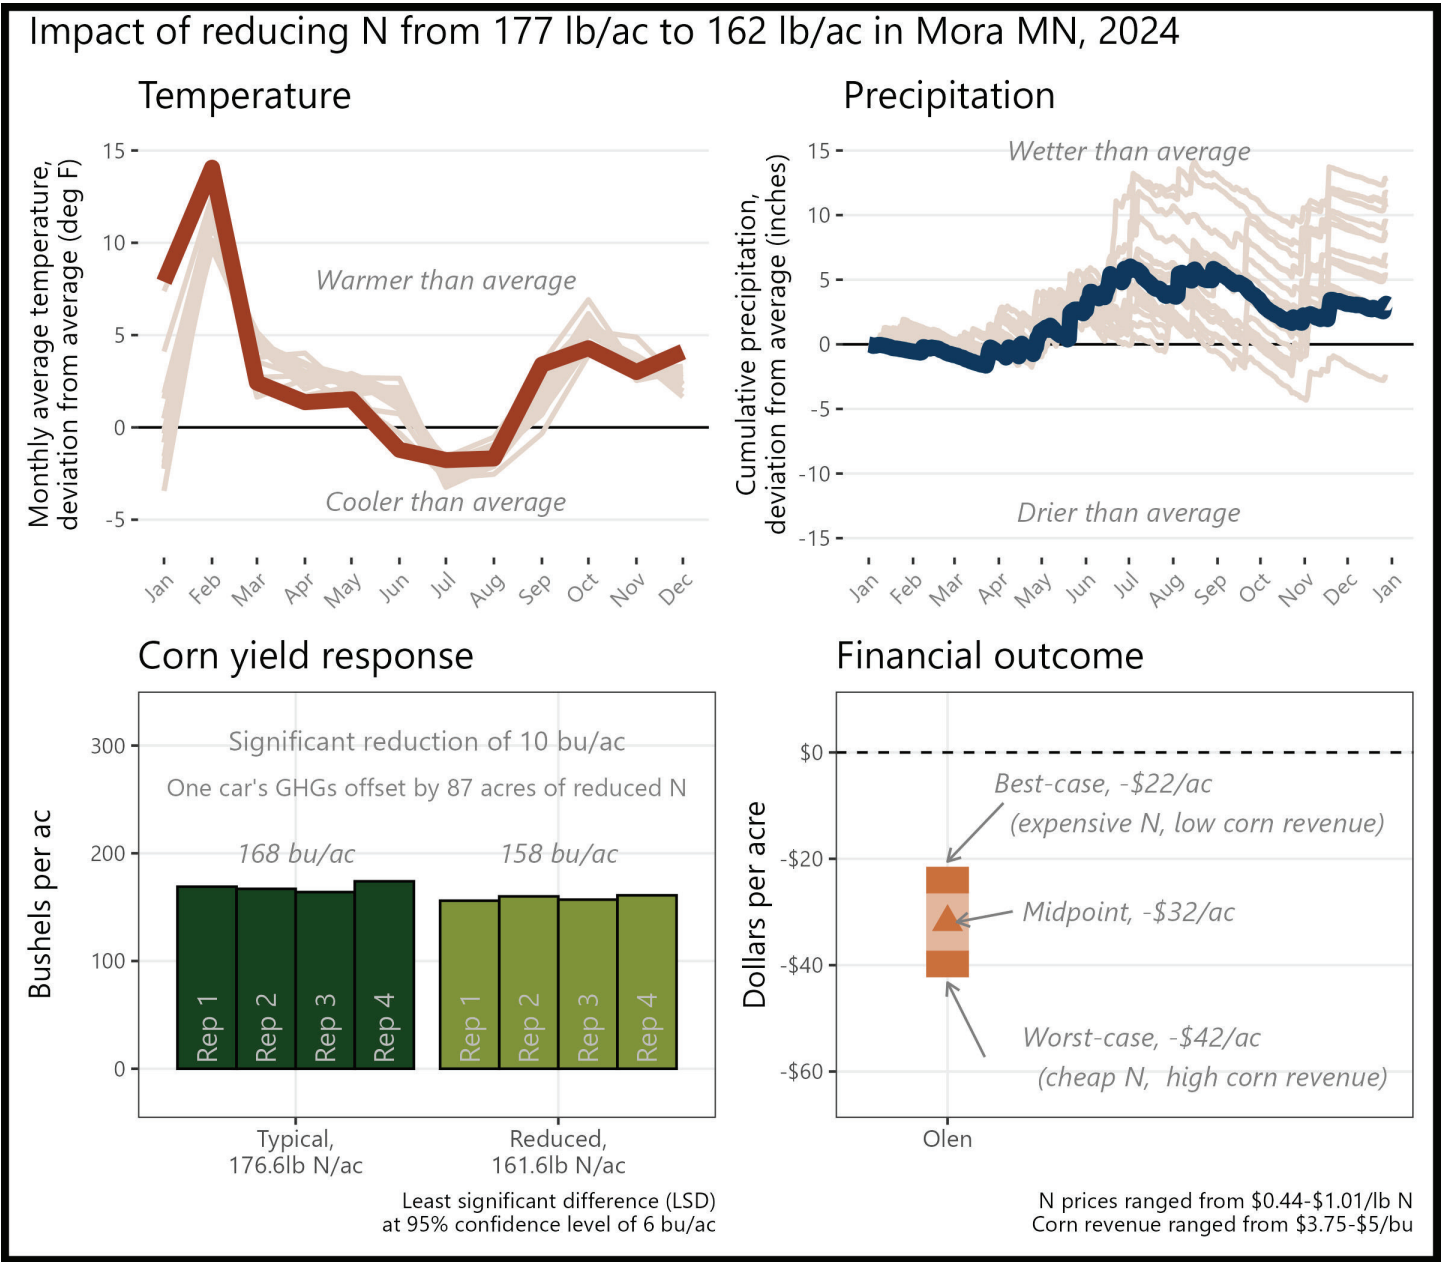 Impact of reducing N from 177 lb/ac to 162 lb/ac in Mora MN, 2024
Temperature
Monthly average temperature,
deviation from average (deg F)
15
10
5
0
-5
Warmer than average
Cooler than average
Jan
Feb
Mar
Apr
May
Jun
Jul
Aug
Sep
Oct
Nov
Dec
Precipitation
Cumulative precipitation,
deviation from average (inches)
15
10
5
0
-5
-10
-15
Wetter than average
Drier than average
Jan
Feb
Mar
Apr
May
Jun
Jul
Aug
Sep
Oct
Nov
Dec
Jan
Corn yield response
Bushels per ac
300
200
100
0
Significant reduction of 10 bu/ac
One car's GHGs offset by 87 acres of reduced N
168 bu/ac
158 bu/ac
Rep 1
Rep 2
Rep 3
Rep 4
Rep 1
Rep 2
Rep 3
Rep 4
Typical,
176.6lb N/ac
Reduced,
161.6lb N/ac
Least significant difference (LSD)
at 95% confidence level of 6 bu/ac
Financial outcome
Dollars per acre
$0
-$20
-$40
-$60
Best-case, -$22/ac
(expensive N, low corn revenue)
Midpoint, -$32/ac
Worst-case, -$42/ac
(cheap N, high corn revenue)
Olen
N prices ranged from $0.44-$1.01/lb N
Corn revenue ranged from $3.75-$5/bu